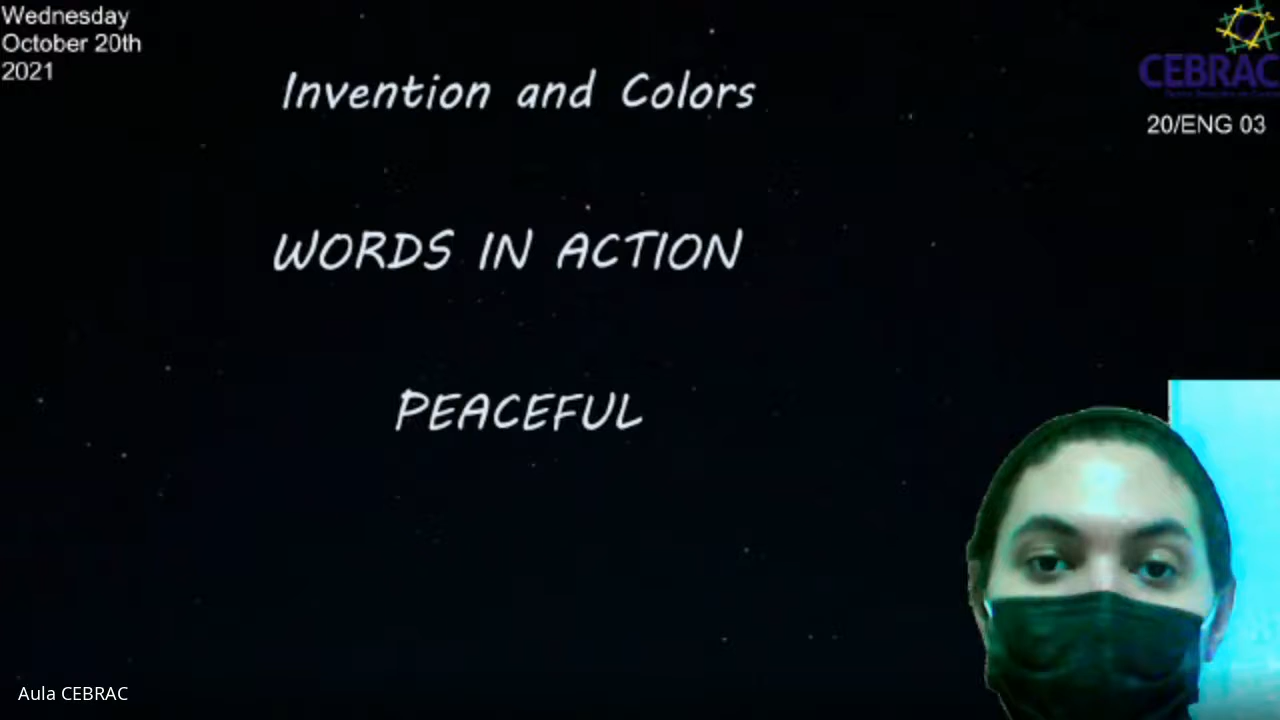 Wednesday
October 20th
2021
CEBRAC
20/ENG 03
Invention and Colors
WORDS IN ACTION
PEACEFUL
Aula CEBRAC